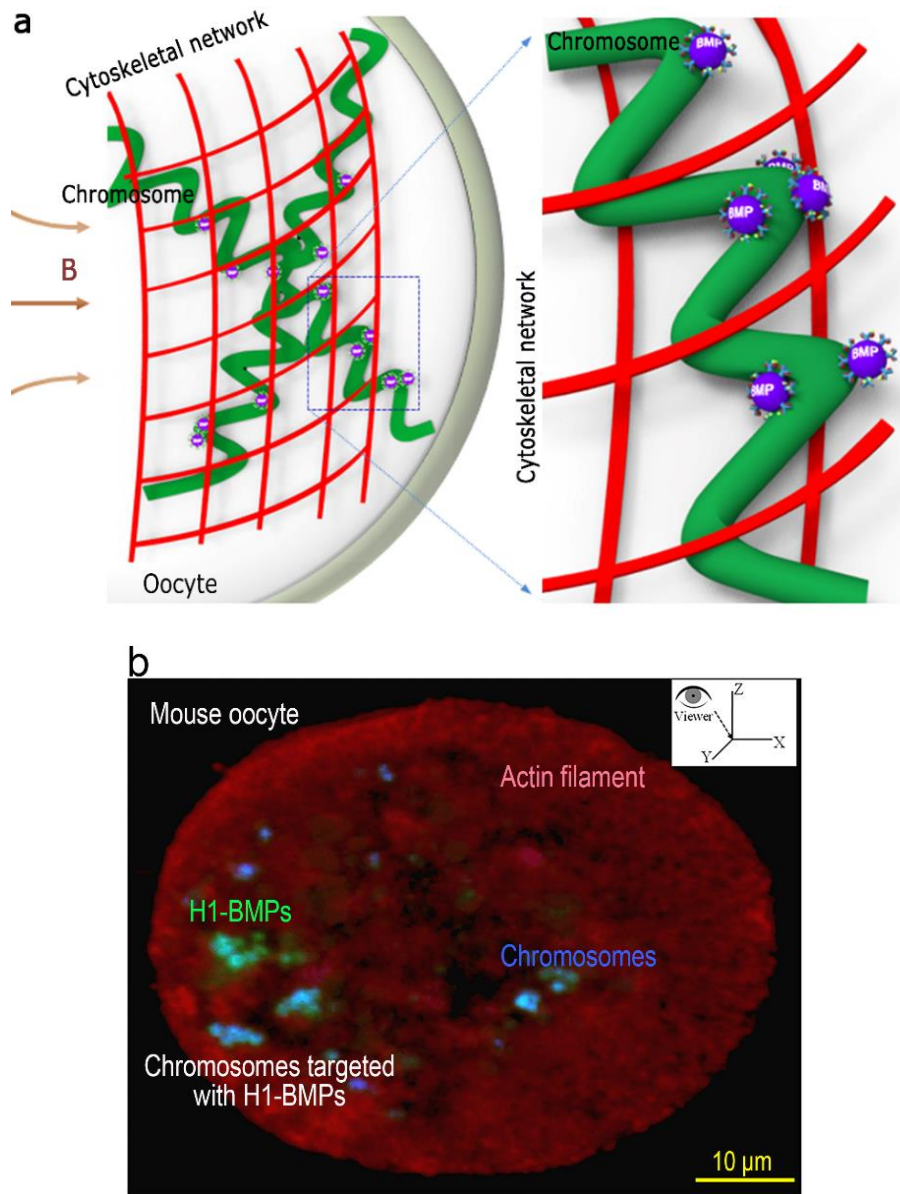 a
Cytoskeletal network
Chromosome
B
Oocyte
Chromosome
BMP
BMP
BMP
BMP
BMP
Cytoskeletal network
b
Mouse oocyte
Viewer
Z
X
Y
Actin filament
H1-BMPs
Chromosomes
Chromosomes targeted
with H1-BMPs
10 µm